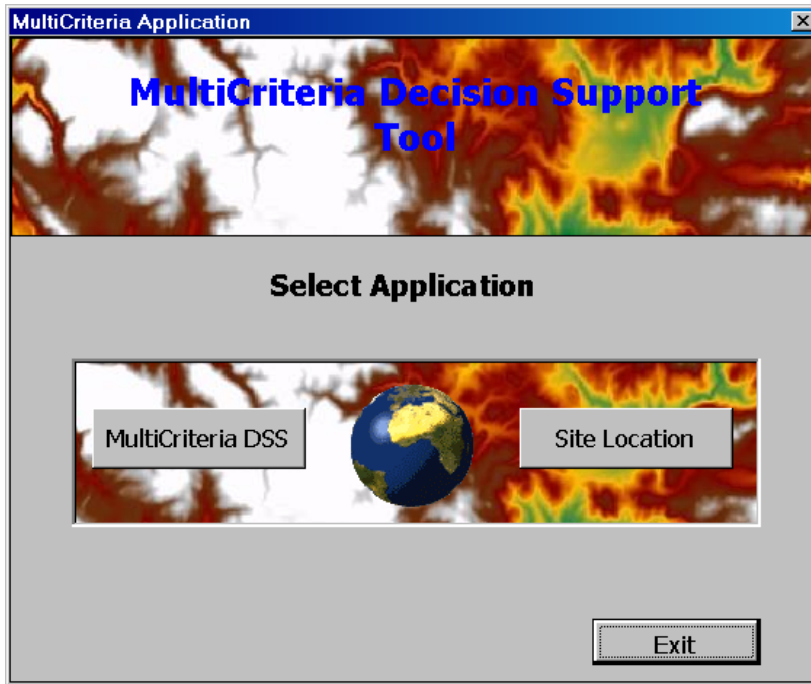 MultiCriteria Application
MultiCriteria Decision Support
Tool
Select Application
MultiCriteria DSS
Site Location
Exit